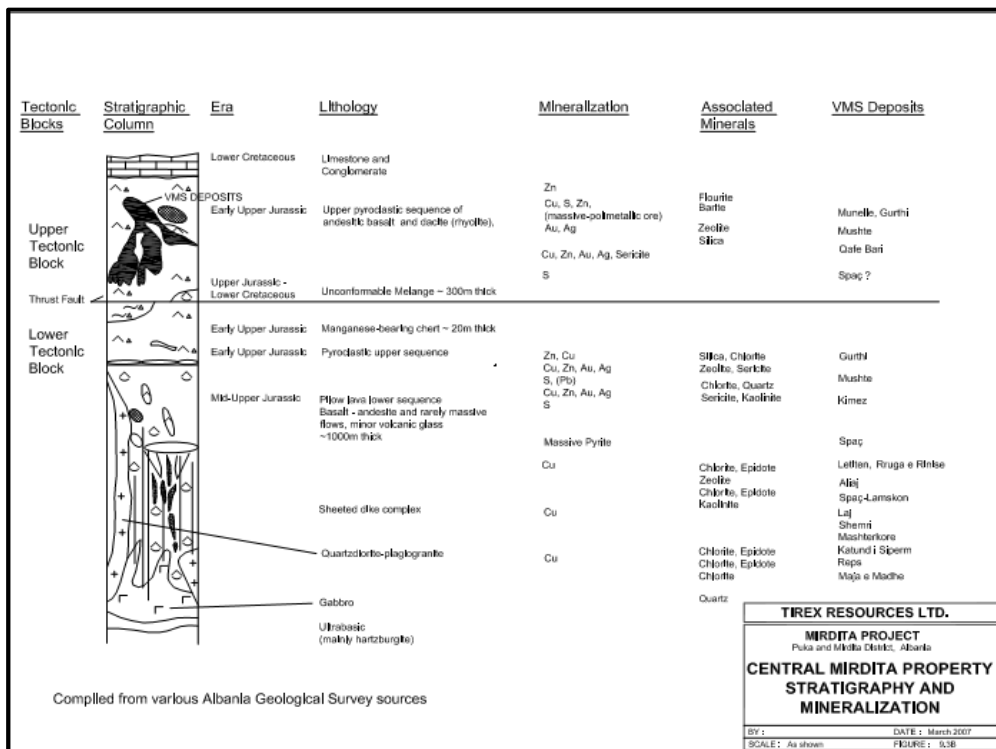 Tectonic Blocks
Stratigraphic Column
Era
Lithology
Mineralization
Associated Minerals
VMS Deposits
Upper Tectonic Block
Thrust Fault
Lower Tectonic Block
VMS DEPOSITS
Lower Cretaceous
Limestone and
Conglomerate
Early Upper Jurassic
Upper pyroclastic sequence of
andesitic basalt and dacite (rhyolite),
Zn
Cu, S, Zn,
(massive-polimetallic ore)
Au, Ag
Cu, Zn, Au, Ag, Sericite
S
Flourite
Barite
Zeolite
Silica
Munelle, Gurthi
Mushte
Qafe Bari
Spaç ?
Upper Jurassic -
Lower Cretaceous
Unconformable Melange ~ 300m thick
Early Upper Jurassic
Manganese-bearing chert ~ 20m thick
Early Upper Jurassic
Pyroclastic upper sequence
Zn, Cu
Cu, Zn, Au, Ag
S, (Pb)
Cu, Zn, Au, Ag
S
Silica, Chlorite
Zeolite, Sericite
Chlorite, Quartz
Sericite, Kaolinite
Gurthi
Mushte
Kimez
Mid-Upper Jurassic
Pillow lava lower sequence
Basalt - andesite and rarely massive
flows, minor volcanic glass
~1000m thick
Massive Pyrite
Spaç
Cu
Chlorite, Epidote
Zeolite
Chlorite, Epidote
Kaolinite
Letiten, Rruga e Rinise
Aliaj
Spaç-Lamskon
Sheeted dike complex
Cu
Laj
Shemri
Mashterkore
Quartzdiorite-plagiogranite
Cu
Chlorite, Epidote
Chlorite, Epidote
Chlorite
Quartz
Katund i Siperm
Reps
Maja e Madhe
Gabbro
Ultrabasic
(mainly hartzburgite)
Compiled from various Albania Geological Survey sources
TIREX RESOURCES LTD.
MIRDITA PROJECT
Puka and Mirdita District, Albania
CENTRAL MIRDITA PROPERTY
STRATIGRAPHY AND
MINERALIZATION
BY :
DATE : March 2007
SCALE : As shown
FIGURE : 9.3B